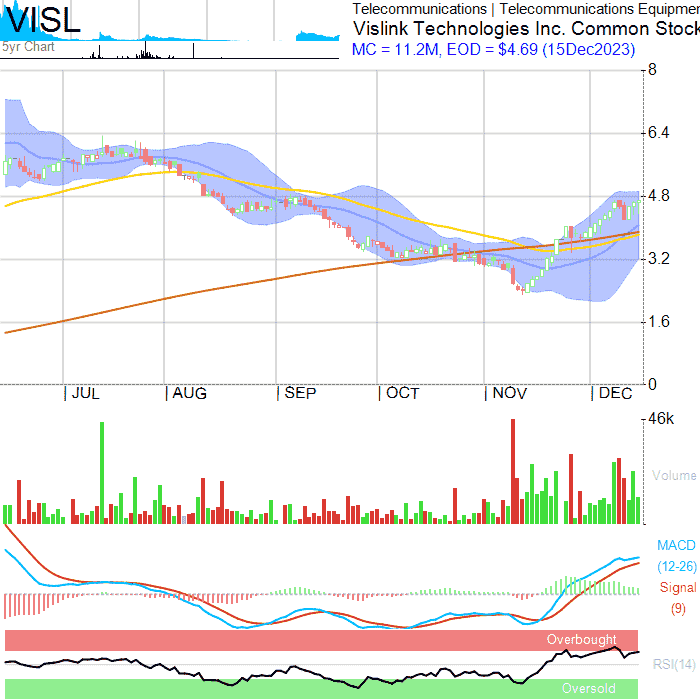 VISL
Telecommunications | Telecommunications Equipmen
Vislink Technologies Inc. Common Stock
MC = 11.2M, EOD = $4.69 (15Dec2023)
5yr Chart
8
6.4
4.8
3.2
1.6
0
JUL
AUG
SEP
OCT
NOV
DEC
46k
Volume
MACD
(12-26)
Signal
(9)
Overbought
RSI(14)
Oversold